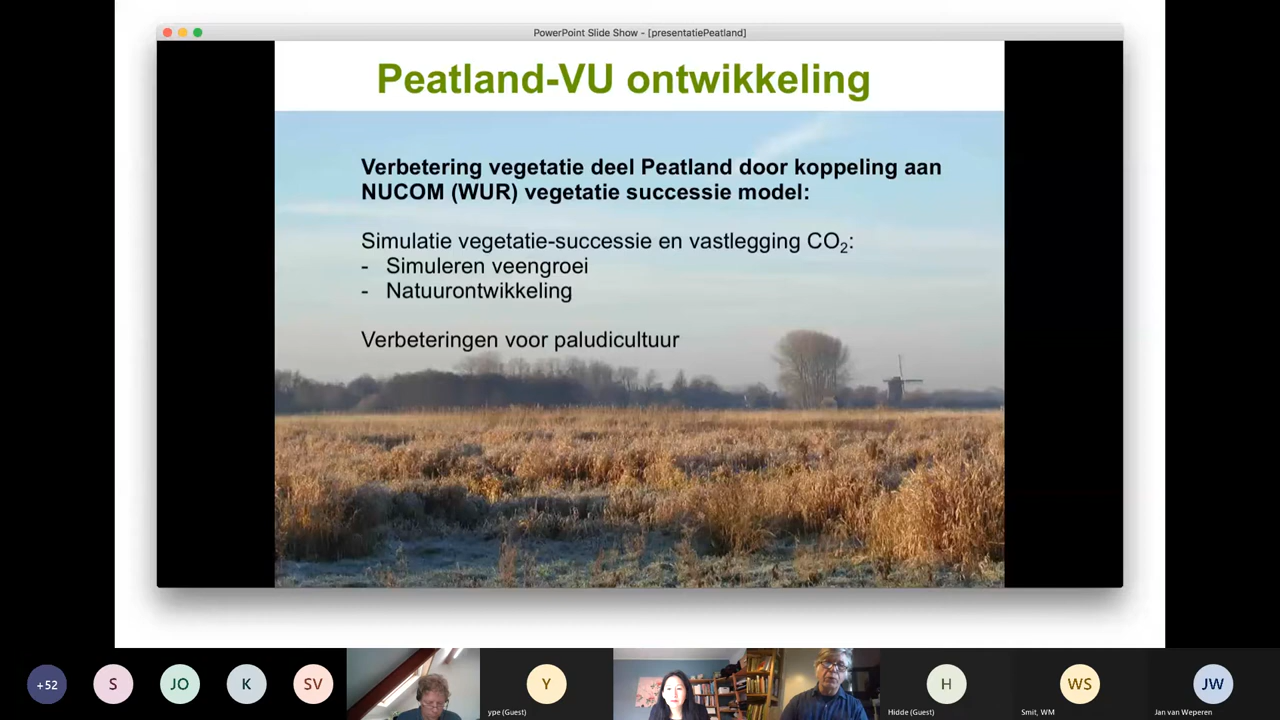 PowerPoint Slide Show - [presentatiePeatland]
Peatland-VU ontwikkeling
Verbetering vegetatie deel Peatland door koppeling aan
NUCOM (WUR) vegetatie successie model:
Simulatie vegetatie-successie en vastlegging CO₂:
- Simuleren veengroei
- Natuurontwikkeling
Verbeteringen voor paludicultuur
+52
S
JO
K
SV
Y
ype (Guest)
H
Hidde (Guest)
WS
Smit, WM
JW
Jan van Weperen